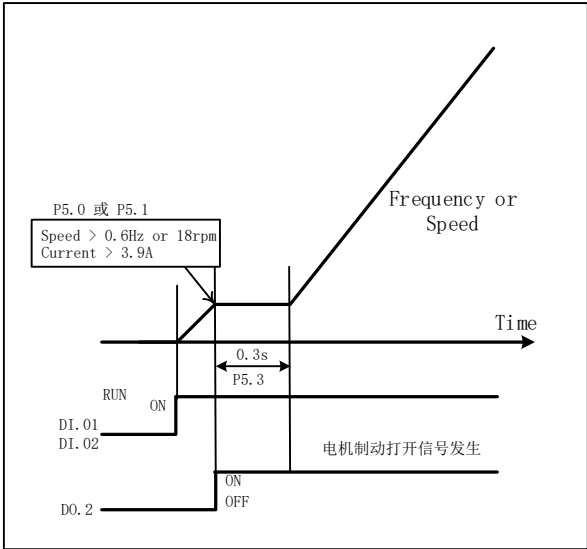 P5.0 或 P5.1
Speed > 0.6Hz or 18rpm
Current > 3.9A
Frequency or
Speed
Time
0.3s
P5.3
RUN
ON
DI.01
DI.02
电机制动打开信号发生
ON
OFF
DO.2